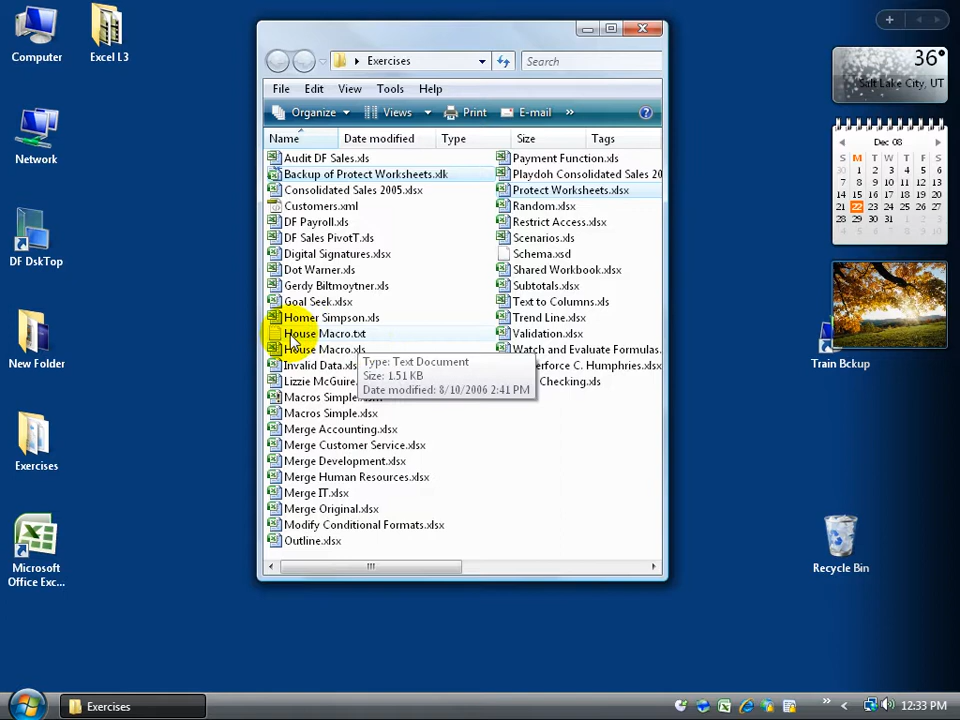 Computer
Excel L3
Network
DF DskTop
New Folder
Exercises
Microsoft
Office Exc...
Exercises
Search
File Edit View Tools Help
Organize Views Print E-mail »
Name Date modified Type Size Tags
Audit DF Sales.xls
Backup of Protect Worksheets.xlk
Consolidated Sales 2005.xlsx
Customers.xml
DF Payroll.xls
DF Sales PivotT.xls
Digital Signatures.xlsx
Dot Warner.xls
Gerdy Biltmoytner.xls
Goal Seek.xlsx
Homer Simpson.xls
House Macro.txt
House Macro.xls
Invalid Data.xls
Lizzie McGuire.
Macros Simple
Macros Simple.xlsx
Merge Accounting.xlsx
Merge Customer Service.xlsx
Merge Development.xlsx
Merge Human Resources.xlsx
Merge IT.xlsx
Merge Original.xlsx
Modify Conditional Formats.xlsx
Outline.xlsx
Payment Function.xls
Playdoh Consolidated Sales 20
Protect Worksheets.xlsx
Random.xlsx
Restrict Access.xlsx
Scenarios.xls
Schema.xsd
Shared Workbook.xlsx
Subtotals.xlsx
Text to Columns.xls
Trend Line.xlsx
Validation.xlsx
Watch and Evaluate Formulas.
erforce C. Humphries.xlsx
Checking.xls
Type: Text Document
Size: 1.51 KB
Date modified: 8/10/2006 2:41 PM
36°
Salt Lake City, UT
Dec 08
S M T W T F S
30 1 2 3 4 5 6
7 8 9 10 11 12 13
14 15 16 17 18 19 20
21 22 23 24 25 26 27
28 29 30 31 1 2 3
Train Bckup
Recycle Bin
Exercises
» 12:33 PM